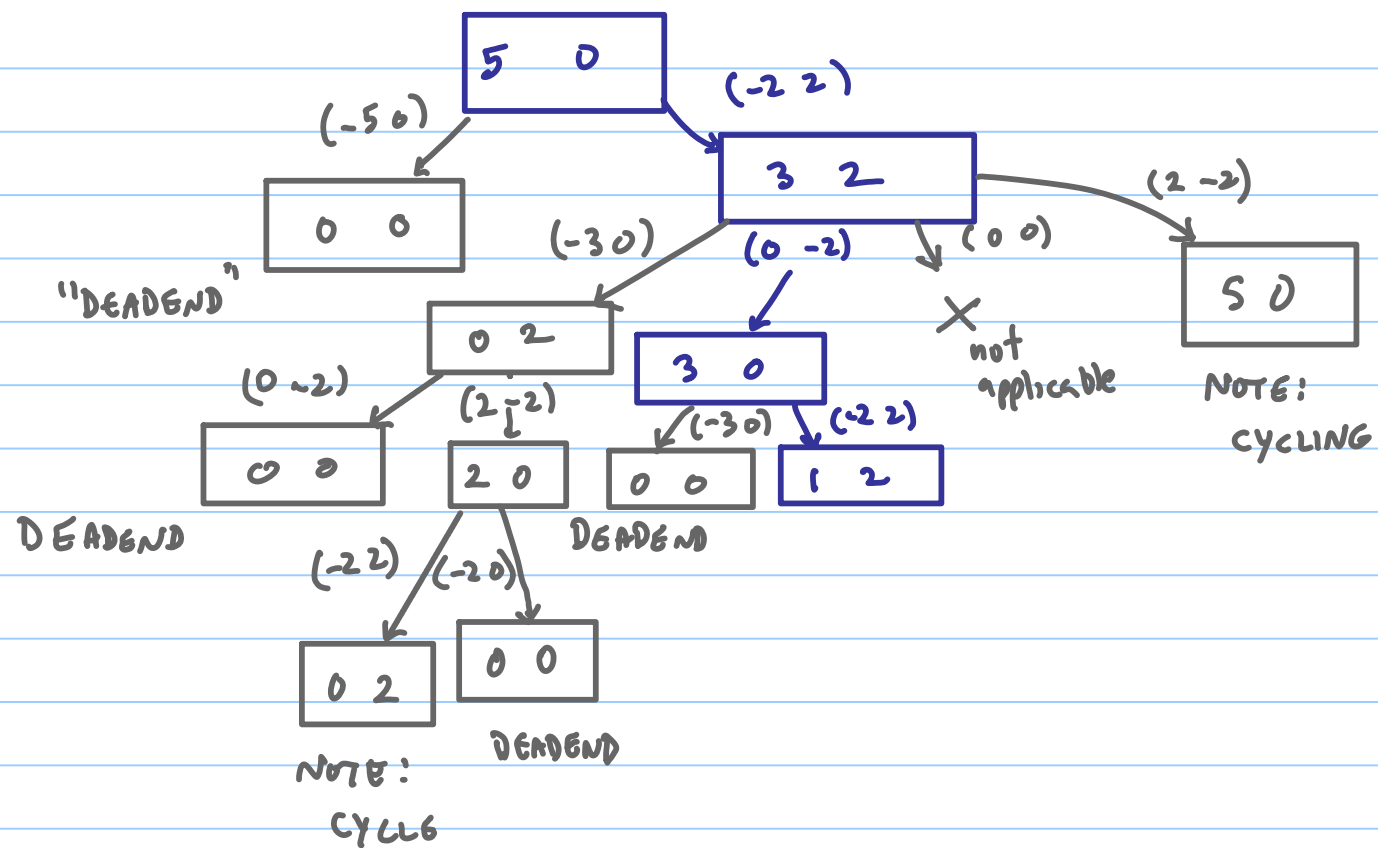 5 0
(-2 2)
(-5 0)
3 2
(2 -2)
0 0
(-3 0)
(0 -2)
(0 0)
5 0
"DEADEND"
0 2
3 0
not
applicable
NOTE:
CYCLING
(0 -2)
(2 -2)
(-3 0)
(-2 2)
0 0
2 0
0 0
1 2
DEADEND
DEADEND
(-2 2)
(-2 0)
0 2
0 0
DEADEND
NOTE:
CYCLE